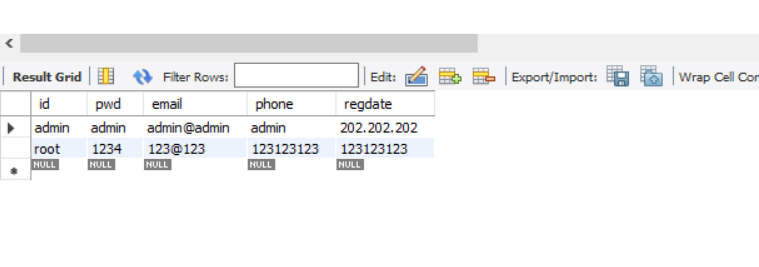 Result Grid Filter Rows: Edit: Export/Import: Wrap Cell Con
id pwd email phone regdate
admin admin admin@admin admin 202.202.202
root 1234 123@123 123123123 123123123
NULL NULL NULL NULL NULL